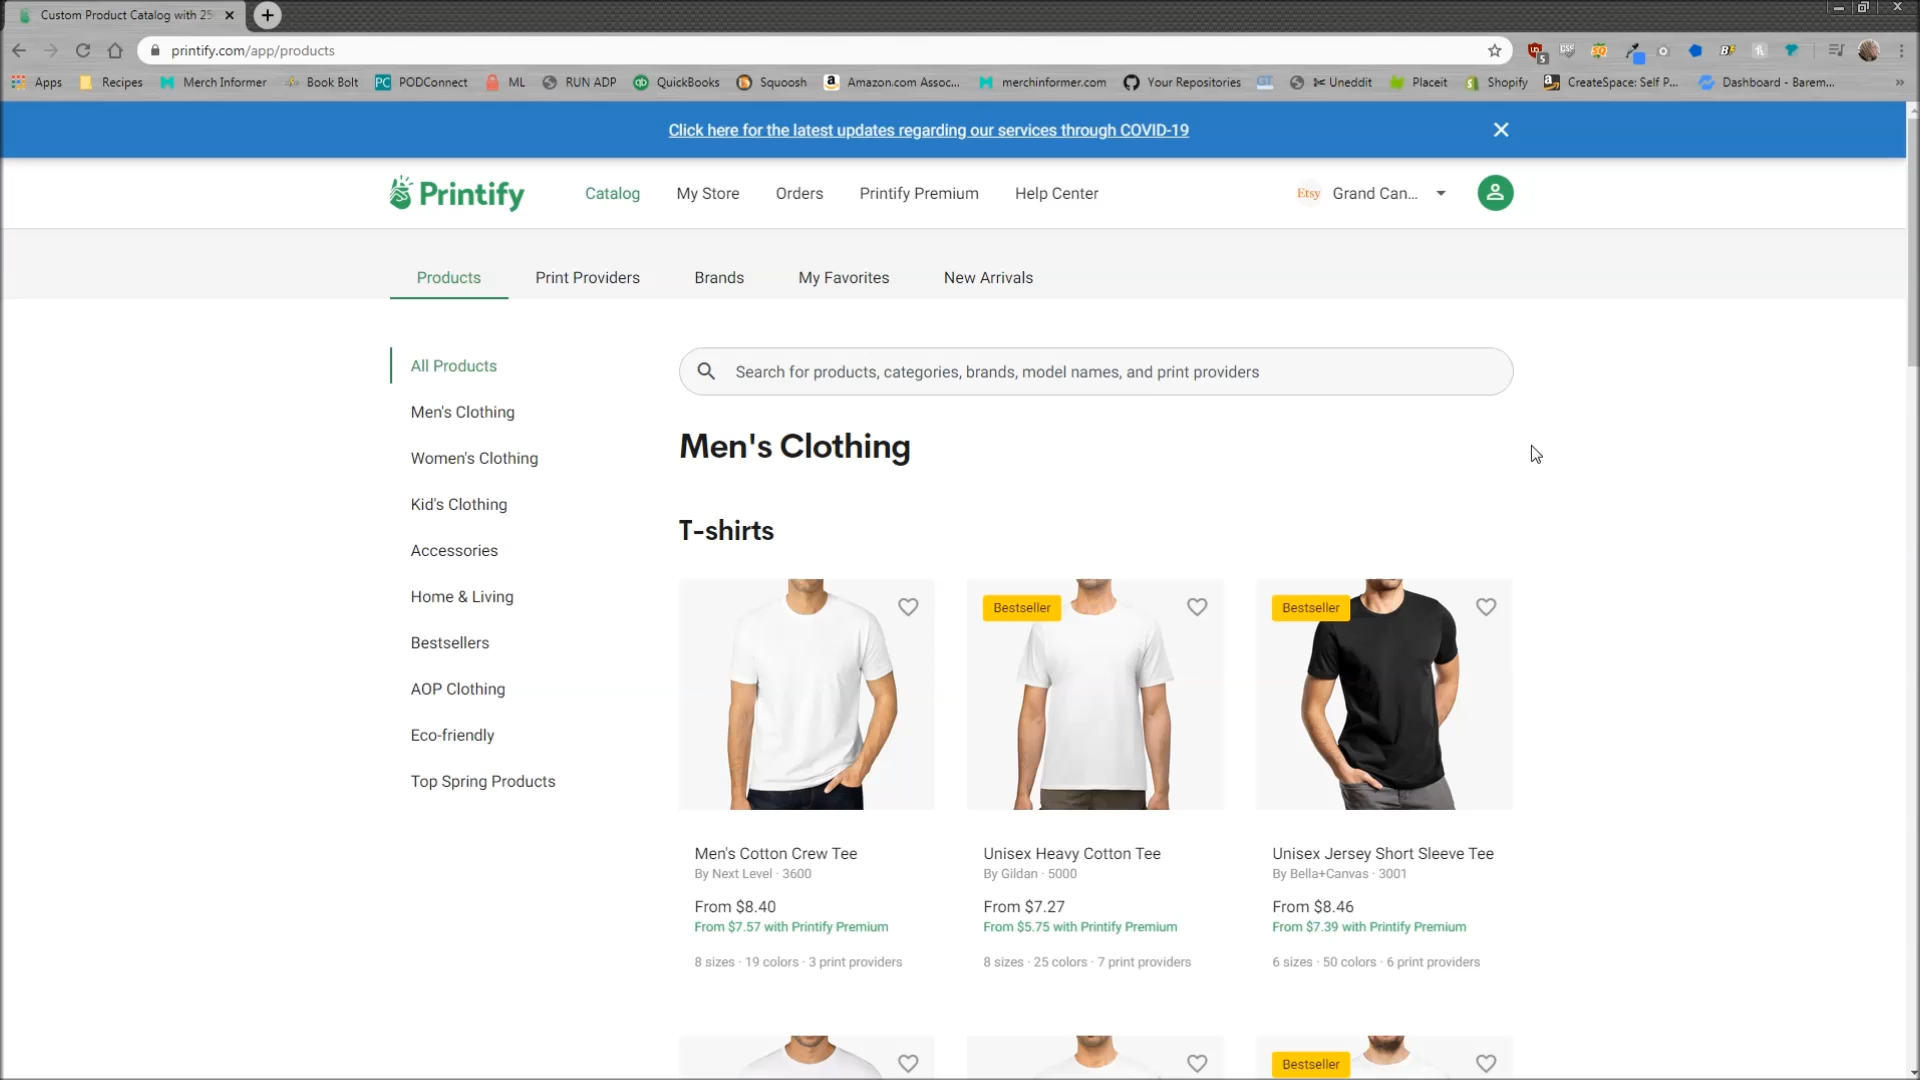 Custom Product Catalog with 25
printify.com/app/products
Apps
Recipes
Merch Informer
Book Bolt
PODConnect
ML
RUN ADP
QuickBooks
Squoosh
Amazon.com Assoc...
merchinformer.com
Your Repositories
Uneddit
Placeit
Shopify
CreateSpace: Self P...
Dashboard - Barem...
Click here for the latest updates regarding our services through COVID-19
Printify
Catalog
My Store
Orders
Printify Premium
Help Center
Etsy
Grand Can...
Products
Print Providers
Brands
My Favorites
New Arrivals
All Products
Men's Clothing
Women's Clothing
Kid's Clothing
Accessories
Home & Living
Bestsellers
AOP Clothing
Eco-friendly
Top Spring Products
Search for products, categories, brands, model names, and print providers
Men's Clothing
T-shirts
Men's Cotton Crew Tee
By Next Level · 3600
From $8.40
From $7.57 with Printify Premium
8 sizes · 19 colors · 3 print providers
Bestseller
Unisex Heavy Cotton Tee
By Gildan · 5000
From $7.27
From $5.75 with Printify Premium
8 sizes · 25 colors · 7 print providers
Bestseller
Unisex Jersey Short Sleeve Tee
By Bella+Canvas · 3001
From $8.46
From $7.39 with Printify Premium
6 sizes · 50 colors · 6 print providers
Bestseller